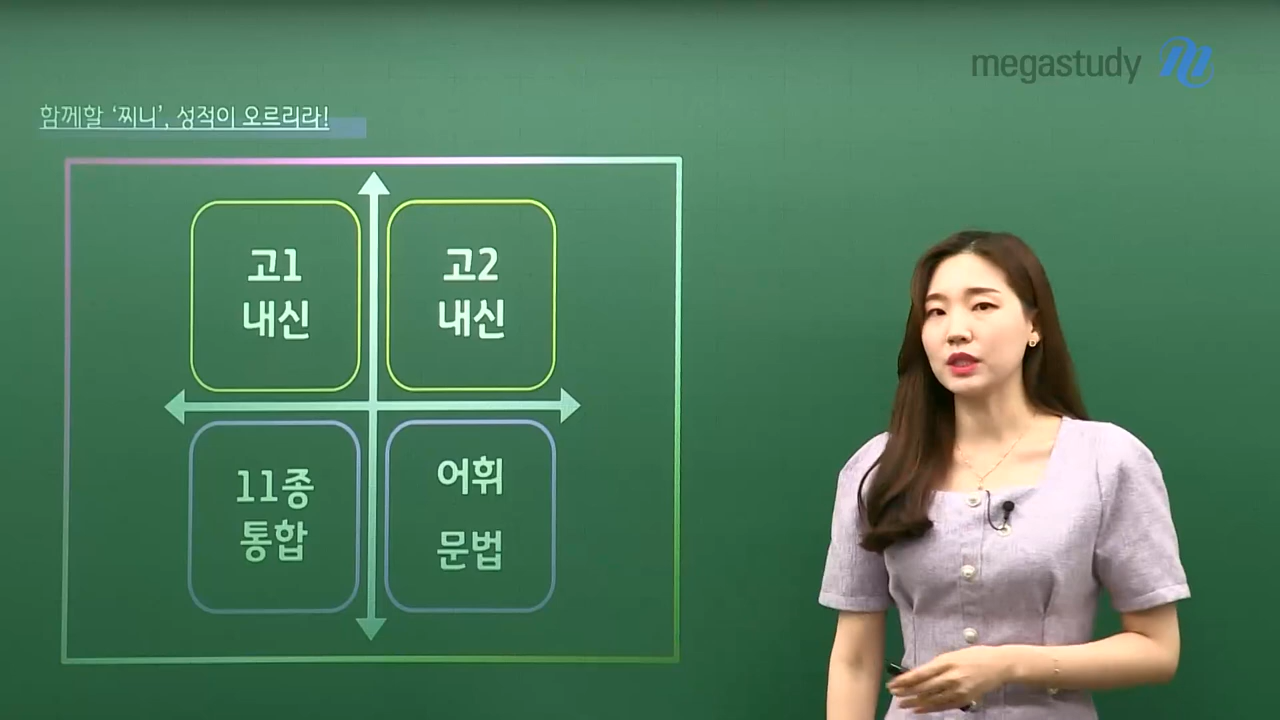 megastudy
함께할 ‘찌니’, 성적이 오르리라!
고1
내신
고2
내신
11종
통합
어휘
문법